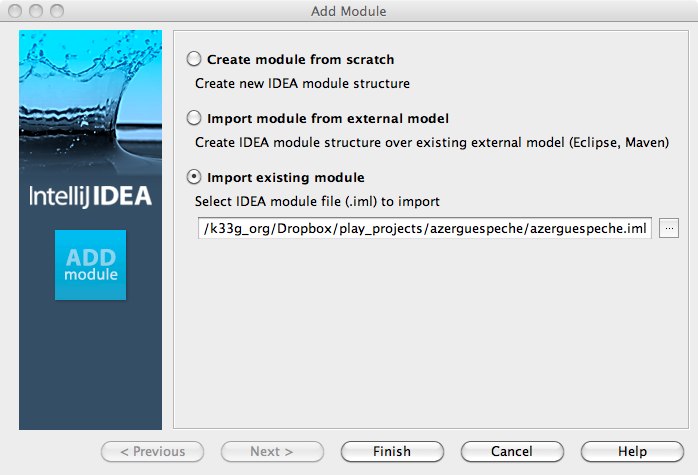 Add Module
IntelliJ IDEA
ADD
module
Create module from scratch
Create new IDEA module structure
Import module from external model
Create IDEA module structure over existing external model (Eclipse, Maven)
Import existing module
Select IDEA module file (.iml) to import
/k33g_org/Dropbox/play_projects/azerguespeche/azerguespeche.iml
...
< Previous
Next >
Finish
Cancel
Help